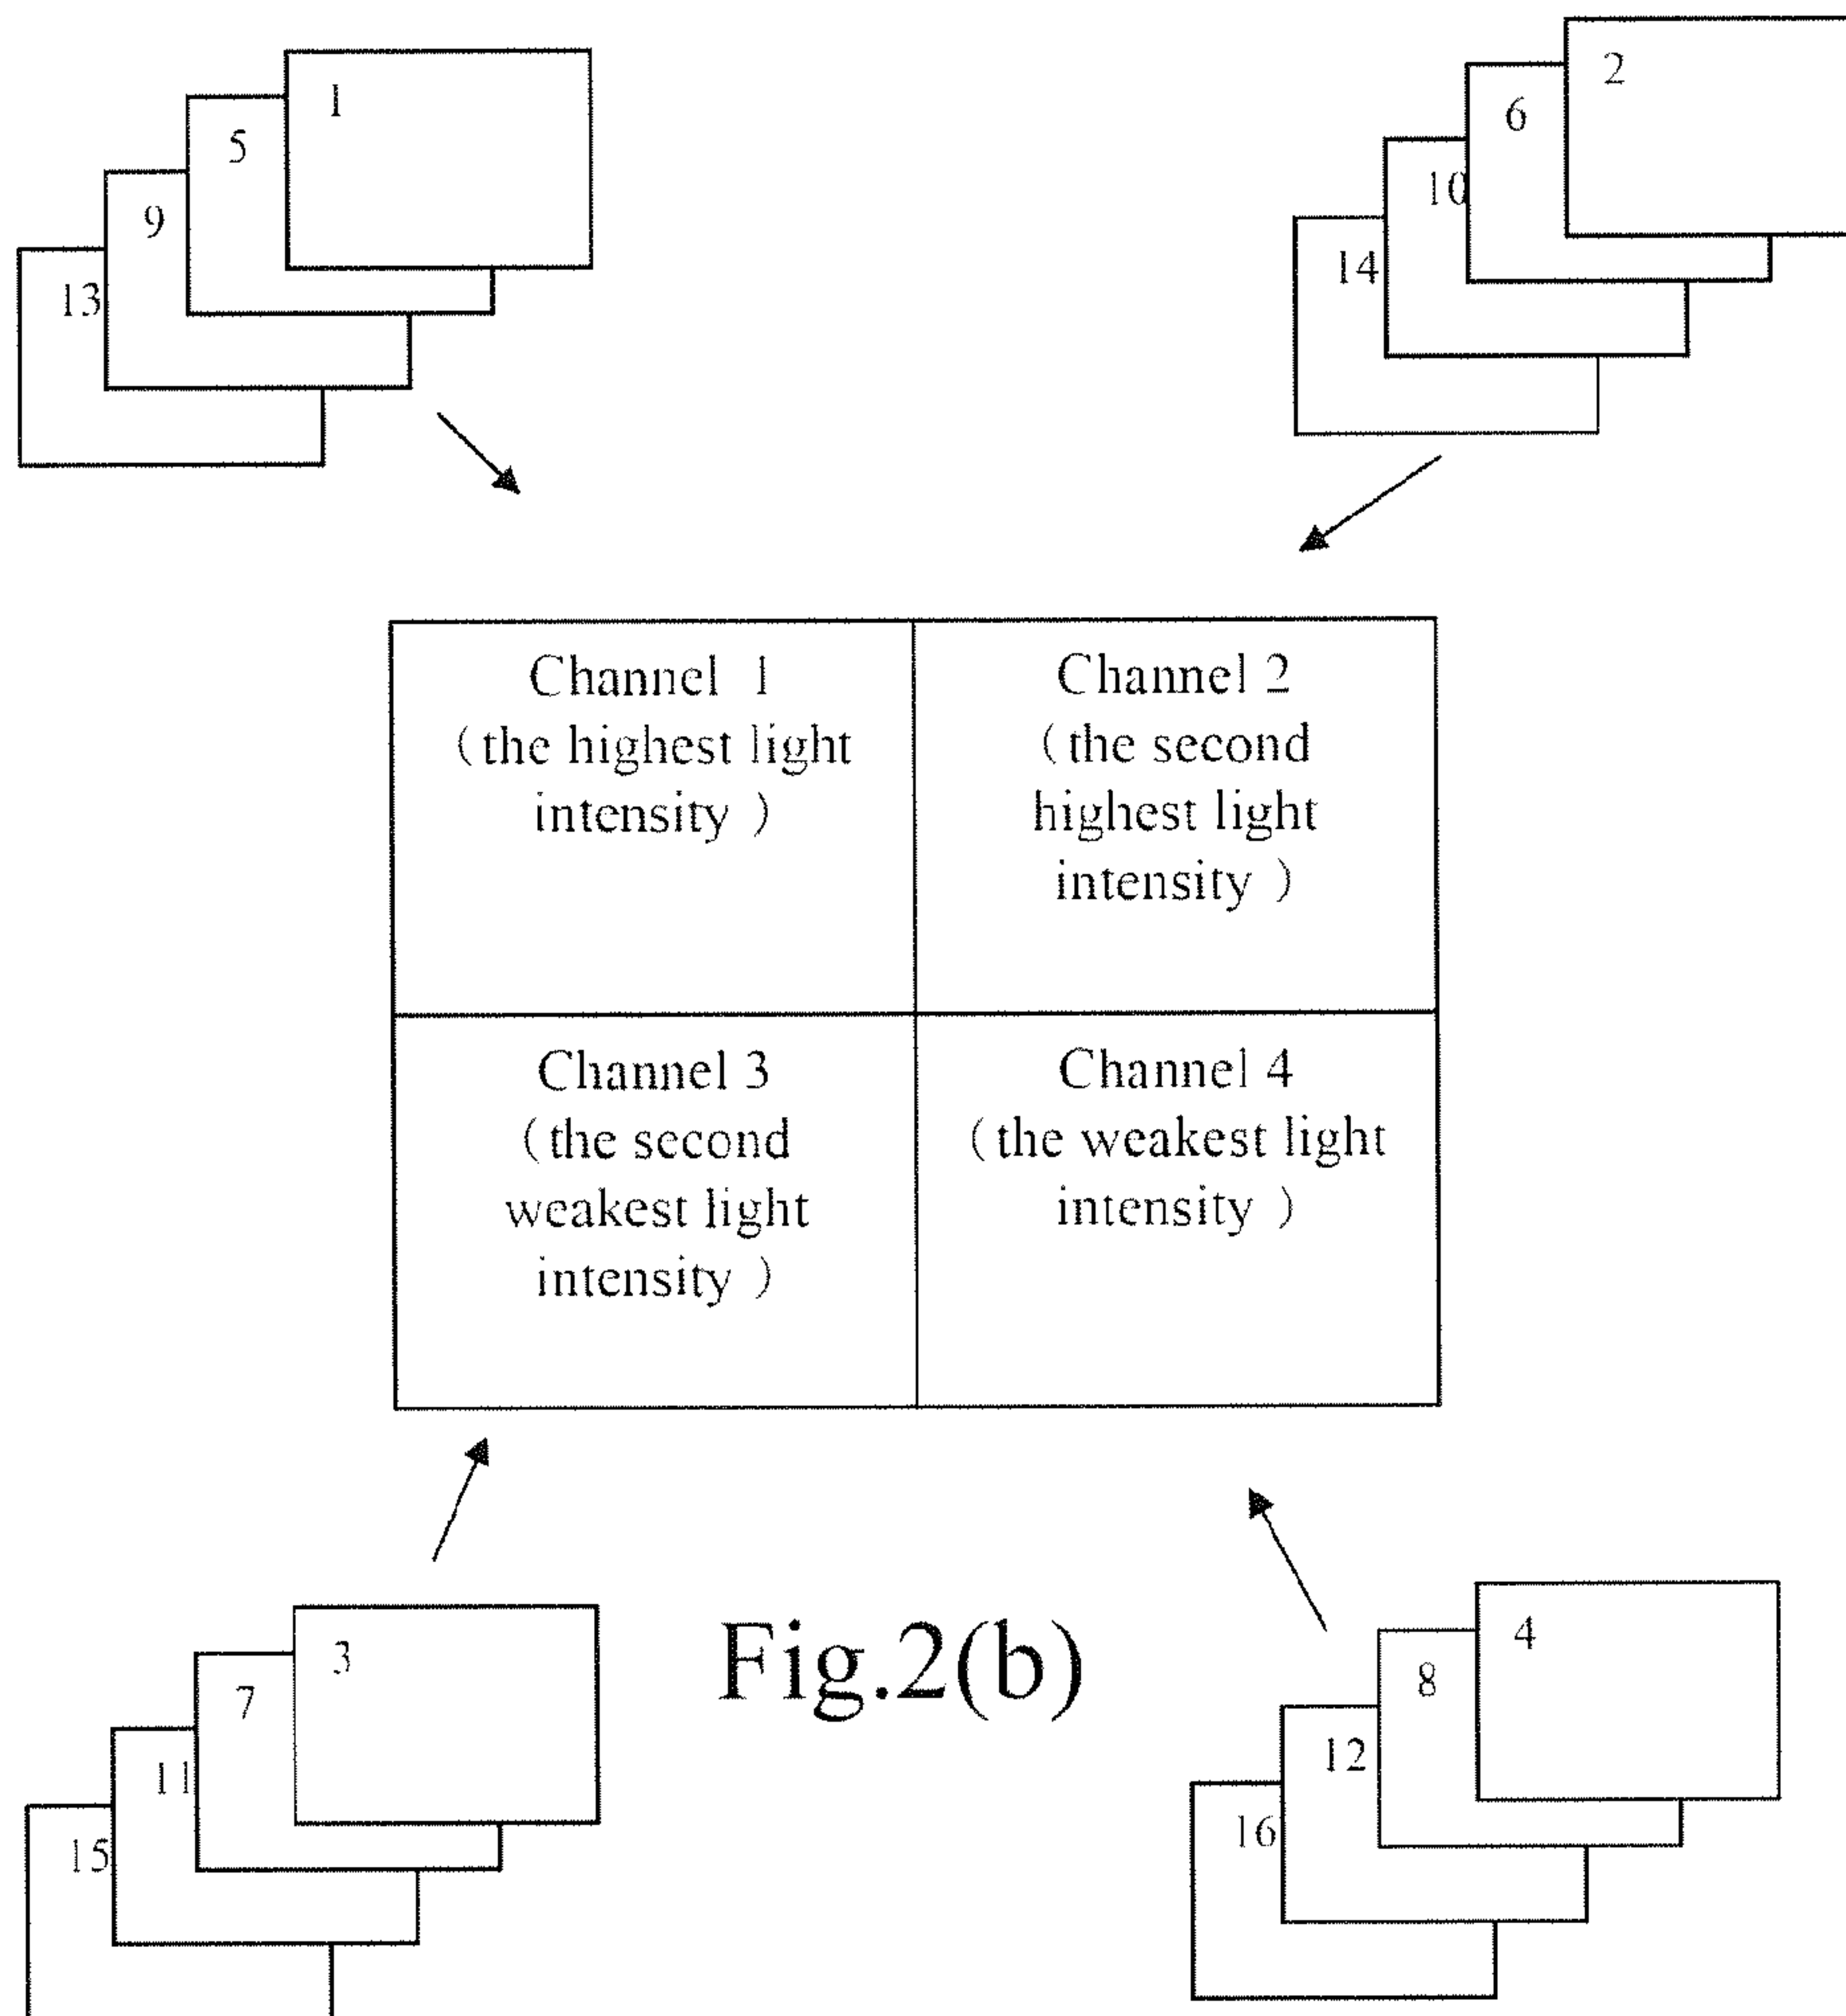 1
5
9
13
2
6
10
14
Channel 1
(the highest light
intensity )
Channel 2
(the second
highest light
intensity )
Channel 3
(the second
weakest light
intensity )
Channel 4
(the weakest light
intensity )
3
7
11
15
Fig.2(b)
4
8
12
16